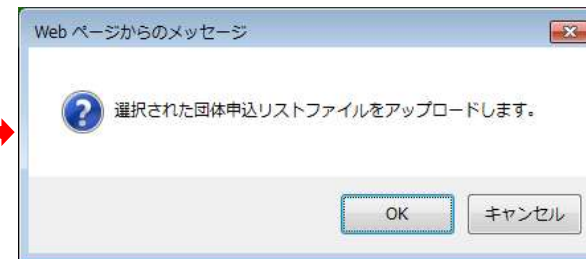 Web ページからのメッセージ
選択された団体申込リストファイルをアップロードします。
OK
キャンセル